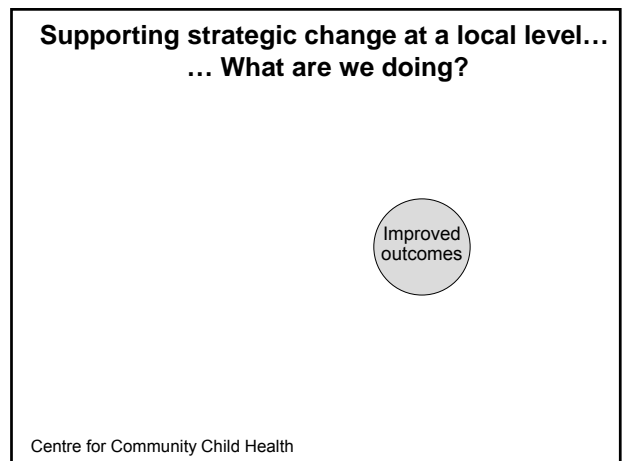 Supporting strategic change at a local level…
… What are we doing?
Improved
outcomes
Centre for Community Child Health